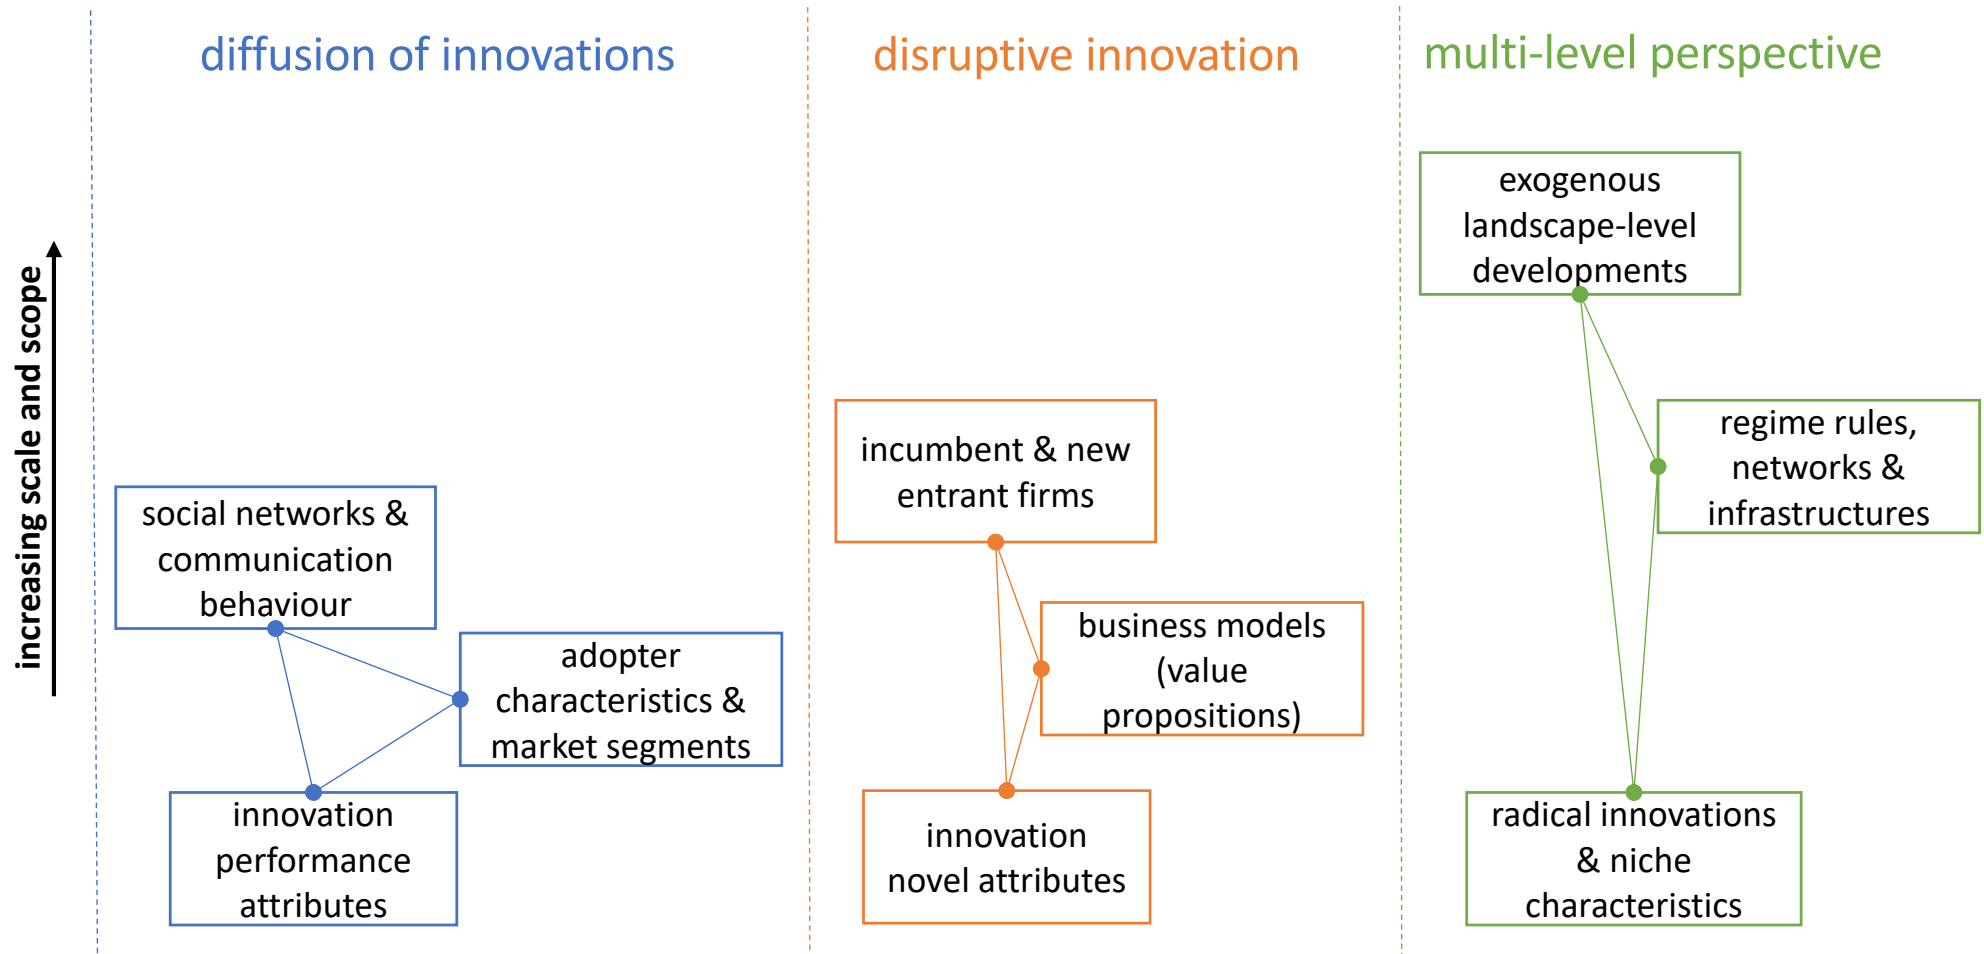 diffusion of innovations
disruptive innovation
multi-level perspective
increasing scale and scope
social networks &
communication
behaviour
adopter
characteristics &
market segments
innovation
performance
attributes
incumbent & new
entrant firms
business models
(value
propositions)
innovation
novel attributes
exogenous
landscape-level
developments
regime rules,
networks &
infrastructures
radical innovations
& niche
characteristics